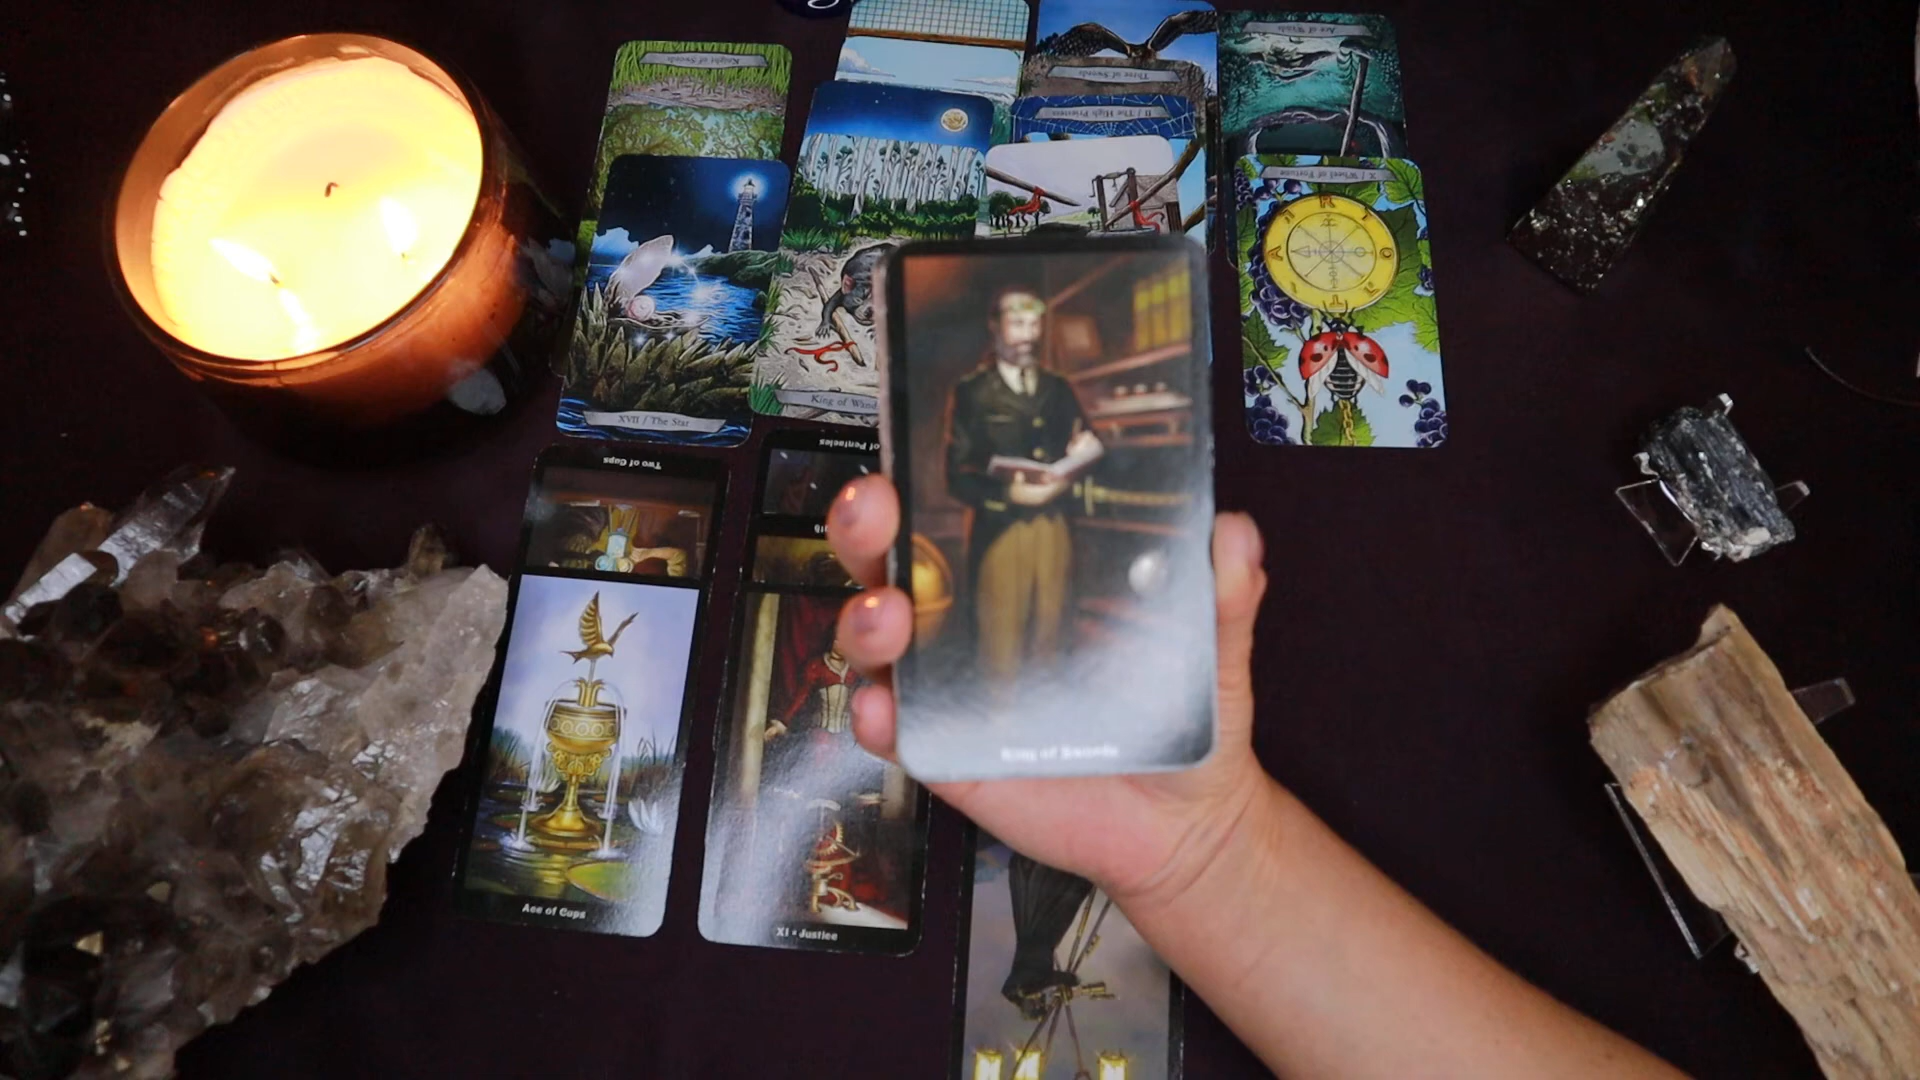 Knight of Swords
Three of Swords
Ace of Wands
II / The High Priestess
X / Wheel of Fortune
XVII / The Star
King of Wand
Two of Cups
of Pentacles
King of Swords
Ace of Cups
XI • Justice